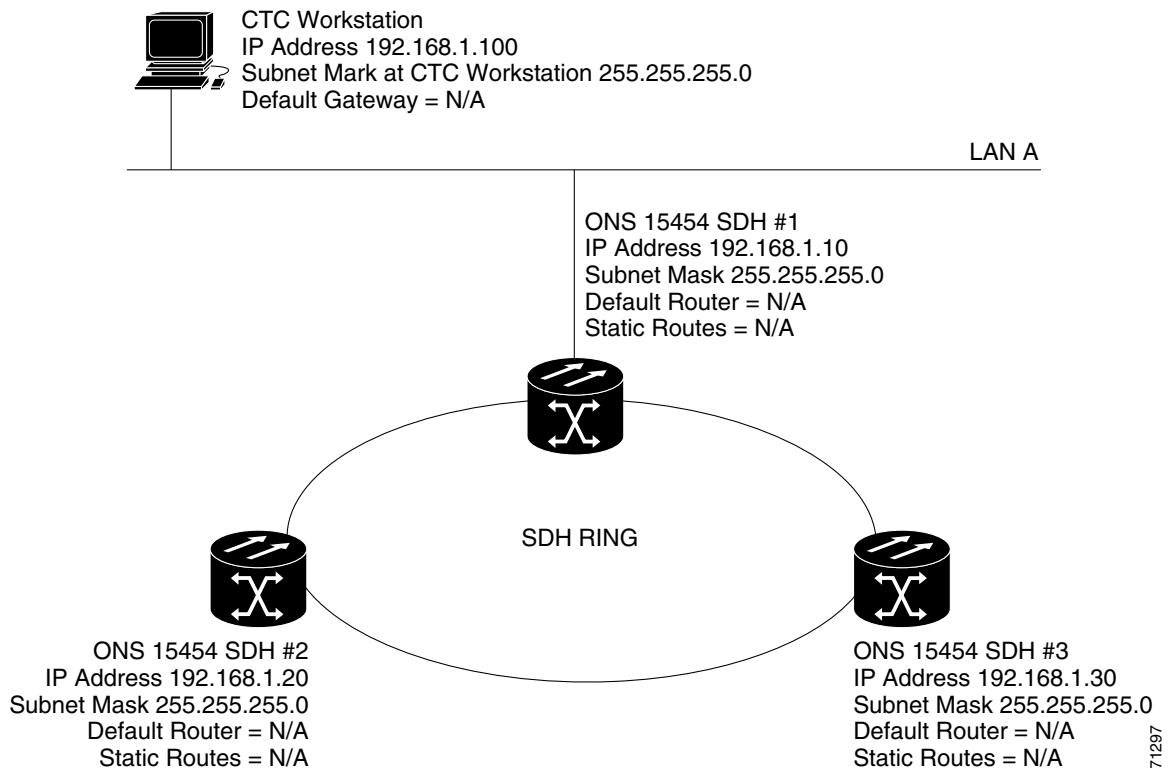 CTC Workstation
IP Address 192.168.1.100
Subnet Mark at CTC Workstation 255.255.255.0
Default Gateway = N/A
LAN A
ONS 15454 SDH #1
IP Address 192.168.1.10
Subnet Mask 255.255.255.0
Default Router = N/A
Static Routes = N/A
SDH RING
ONS 15454 SDH #2
IP Address 192.168.1.20
Subnet Mask 255.255.255.0
Default Router = N/A
Static Routes = N/A
ONS 15454 SDH #3
IP Address 192.168.1.30
Subnet Mask 255.255.255.0
Default Router = N/A
Static Routes = N/A
71297